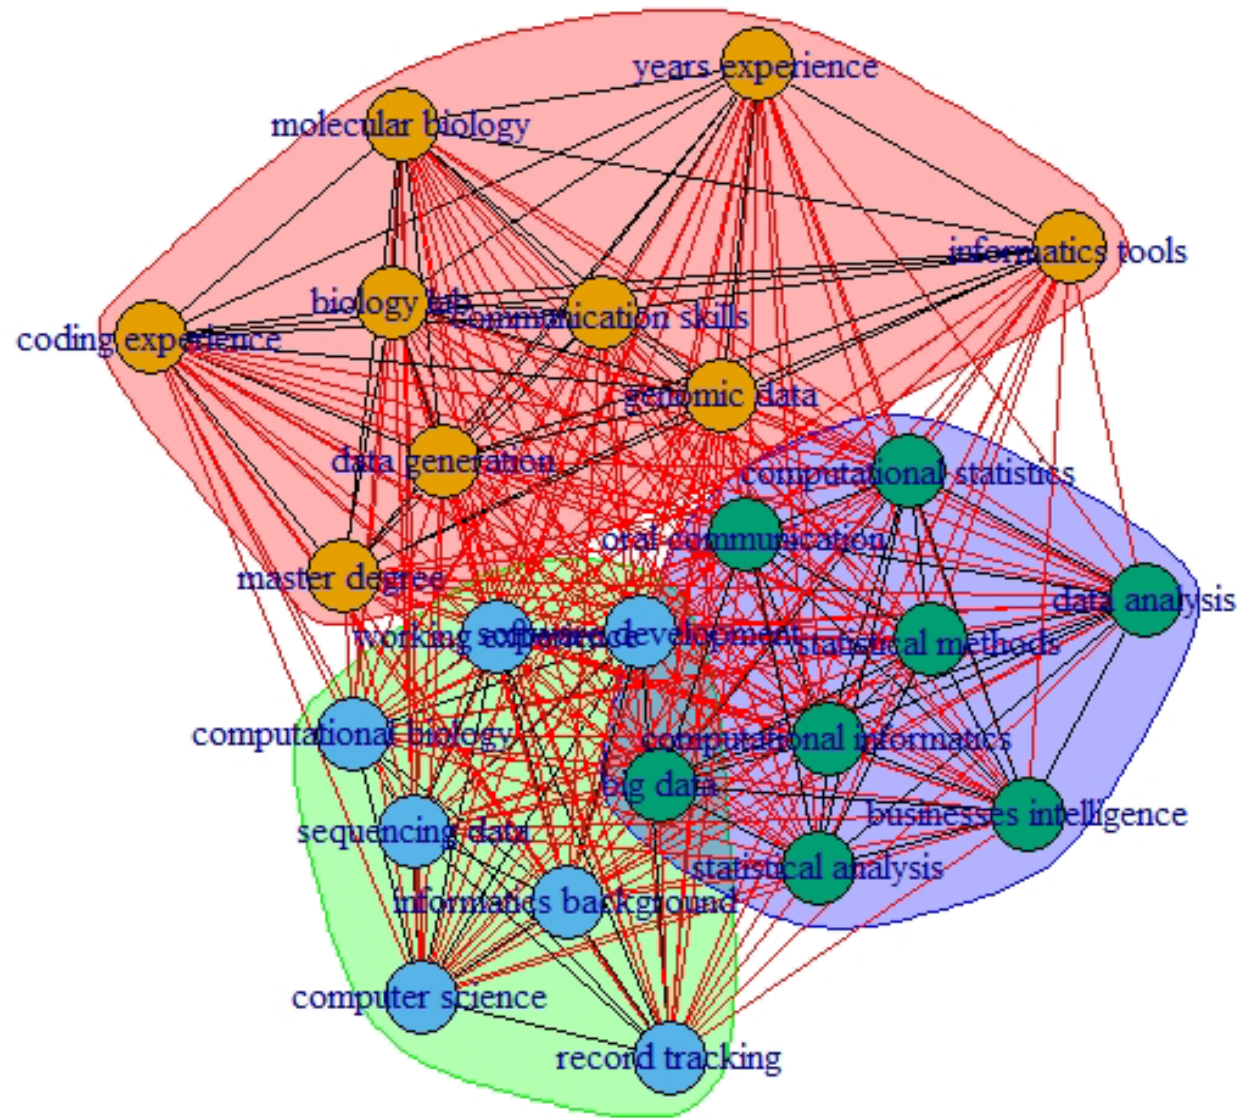 years experience
molecular biology
informatics tools
biology lab
communication skills
coding experience
genomic data
data generation
computational statistics
oral communication
master degree
data analysis
working experience
software development
statistical methods
computational biology
computational informatics
big data
businesses intelligence
sequencing data
statistical analysis
informatics background
computer science
record tracking